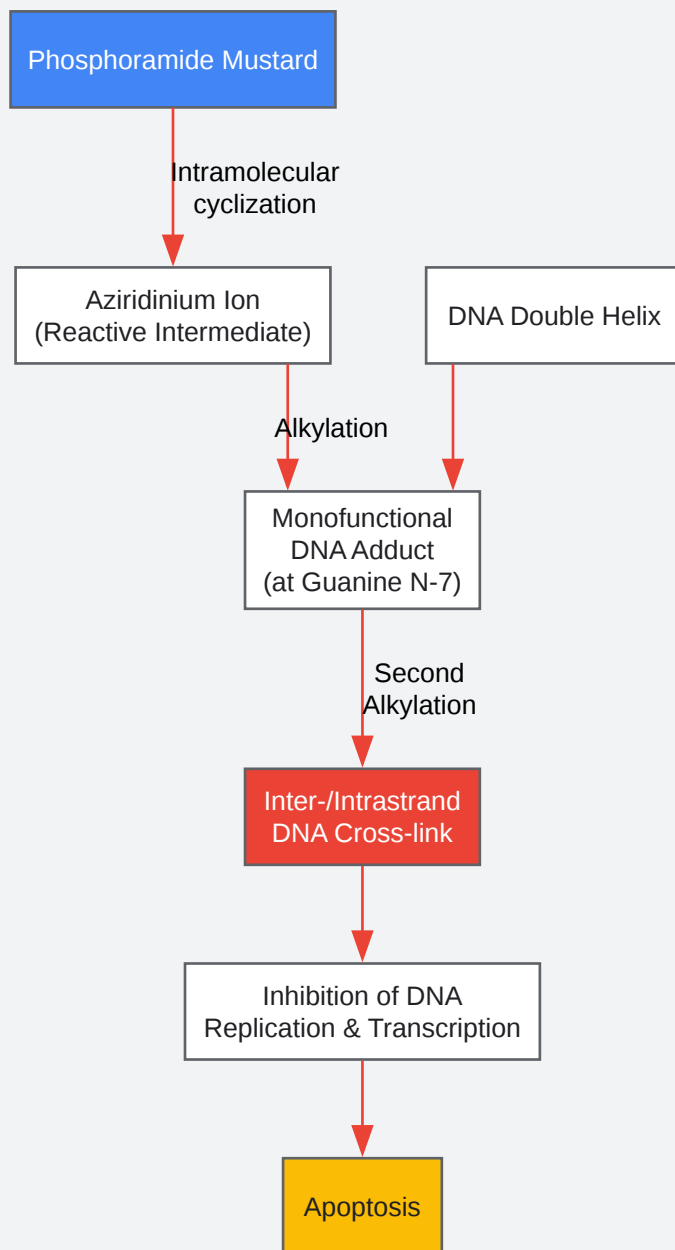 Phosphoramide Mustard
Intramolecular
cyclization
Aziridinium Ion
(Reactive Intermediate)
DNA Double Helix
Alkylation
Monofunctional
DNA Adduct
(at Guanine N-7)
Second
Alkylation
Inter-/Intrastrand
DNA Cross-link
Inhibition of DNA
Replication & Transcription
Apoptosis